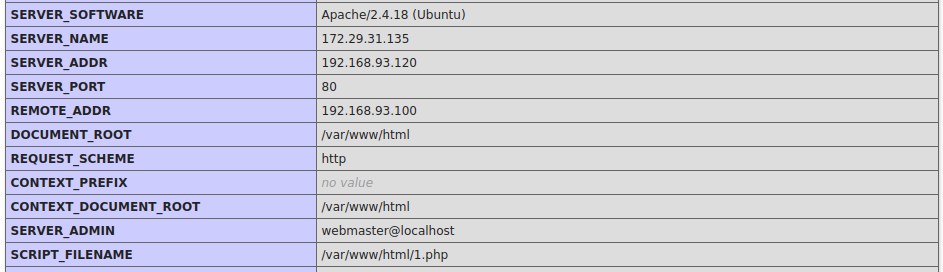 SERVER_SOFTWARE Apache/2.4.18 (Ubuntu)
SERVER_NAME 172.29.31.135
SERVER_ADDR 192.168.93.120
SERVER_PORT 80
REMOTE_ADDR 192.168.93.100
DOCUMENT_ROOT /var/www/html
REQUEST_SCHEME http
CONTEXT_PREFIX no value
CONTEXT_DOCUMENT_ROOT /var/www/html
SERVER_ADMIN webmaster@localhost
SCRIPT_FILENAME /var/www/html/1.php